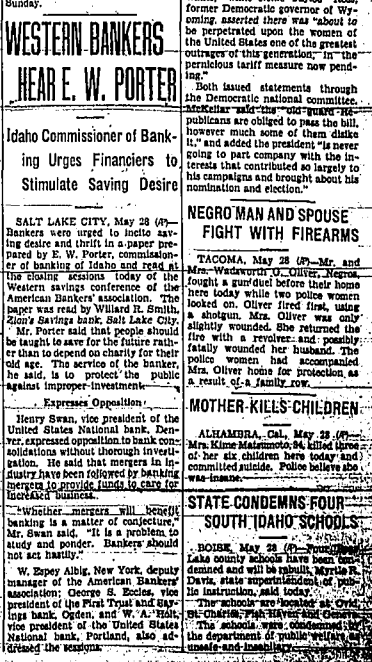 Sunday.
WESTERN BANKERS
HEAR E. W. PORTER
Idaho Commissioner of Bank-
ing Urges Financiers to
Stimulate Saving Desire
SALT LAKE CITY, May 28 (AP)—
Bankers were urged to incite sav-
ing desire and thrift in a paper pre-
pared by E. W. Porter, commission-
er of banking of Idaho and read at
the closing sessions today of the
Western savings conference of the
American Bankers' association. The
paper was read by Willard R. Smith,
Zion's Savings bank, Salt Lake City.
Mr. Porter said that people should
be taught to save for the future rather
than to depend on charity for their
old age. The service of the banker,
he said, is to protect the public
against improper investment.
Expresses Opposition
Henry Swan, vice president of the
United States National bank, Den-
ver, expressed opposition to bank con-
solidations without thorough investi-
gation. He said that mergers in in-
dustry have been followed by banking
mergers to provide funds to care for
increased business.
"Whether mergers will benefit
banking is a matter of conjecture,"
Mr. Swan said. "It is a problem to
study and ponder. Bankers should
not act hastily."
W. Espey Albig, New York, deputy
manager of the American Bankers'
association; George S. Eccles, vice
president of the First Trust and Sav-
ings bank, Ogden, and W. A. Holt,
vice president of the United States
National bank, Portland, also ad-
dressed the sessions.
former Democratic governor of Wy-
oming, asserted there was "about to
be perpetrated upon the women of
the United States one of the greatest
outrages of this generation, in the
pernicious tariff measure now pend-
ing."
Both issued statements through
the Democratic national committee.
McKellar said the "old guard Re-
publicans are obliged to pass the bill,
however much some of them dislike
it," and added the president "is never
going to part company with the in-
terests that contributed so largely to
his campaigns and brought about his
nomination and election."
NEGRO MAN AND SPOUSE
FIGHT WITH FIREARMS
TACOMA, May 28 (AP)—Mr. and
Mrs. Wadsworth G. Oliver, Negros,
fought a gun duel before their home
here today while two police women
looked on. Oliver fired first, using
a shotgun. Mrs. Oliver was only
slightly wounded. She returned the
fire with a revolver and possibly
fatally wounded her husband. The
police women had accompanied
Mrs. Oliver home for protection as
a result of a family row.
MOTHER KILLS CHILDREN
ALHAMBRA, Cal., May 28 (AP)—
Mrs. Kime Matsumoto, 34, killed three
of her six children here today and
committed suicide. Police believe she
was insane.
STATE CONDEMNS FOUR
SOUTH IDAHO SCHOOLS
BOISE, May 28 (AP)—Four Bear
Lake county schools have been con-
demned and will be rebuilt, Myrtle R.
Davis, state superintendent of pub-
lic instruction, said today.
The schools are located at Ovid,
St. Charles, Fish Haven and Geneva.
The schools were condemned by
the department of public welfare as
unsafe and insanitary.